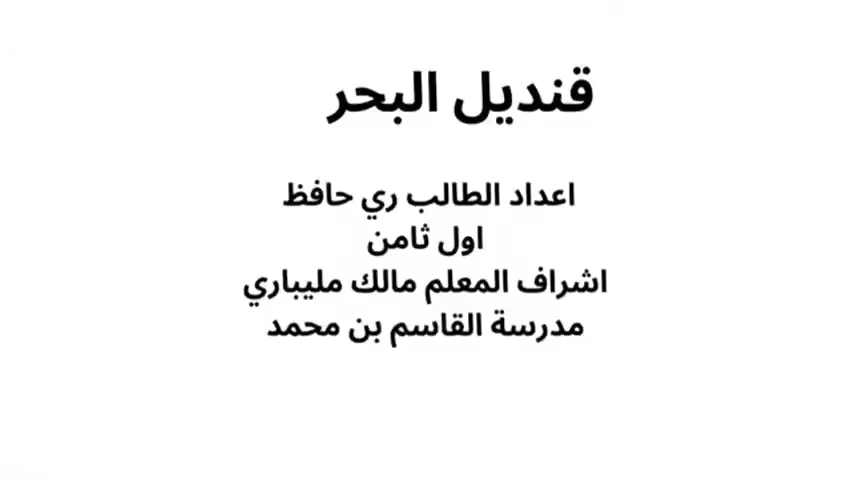 قنديل البحر
اعداد الطالب ري حافظ
اول ثامن
اشراف المعلم مالك مليباري
مدرسة القاسم بن محمد